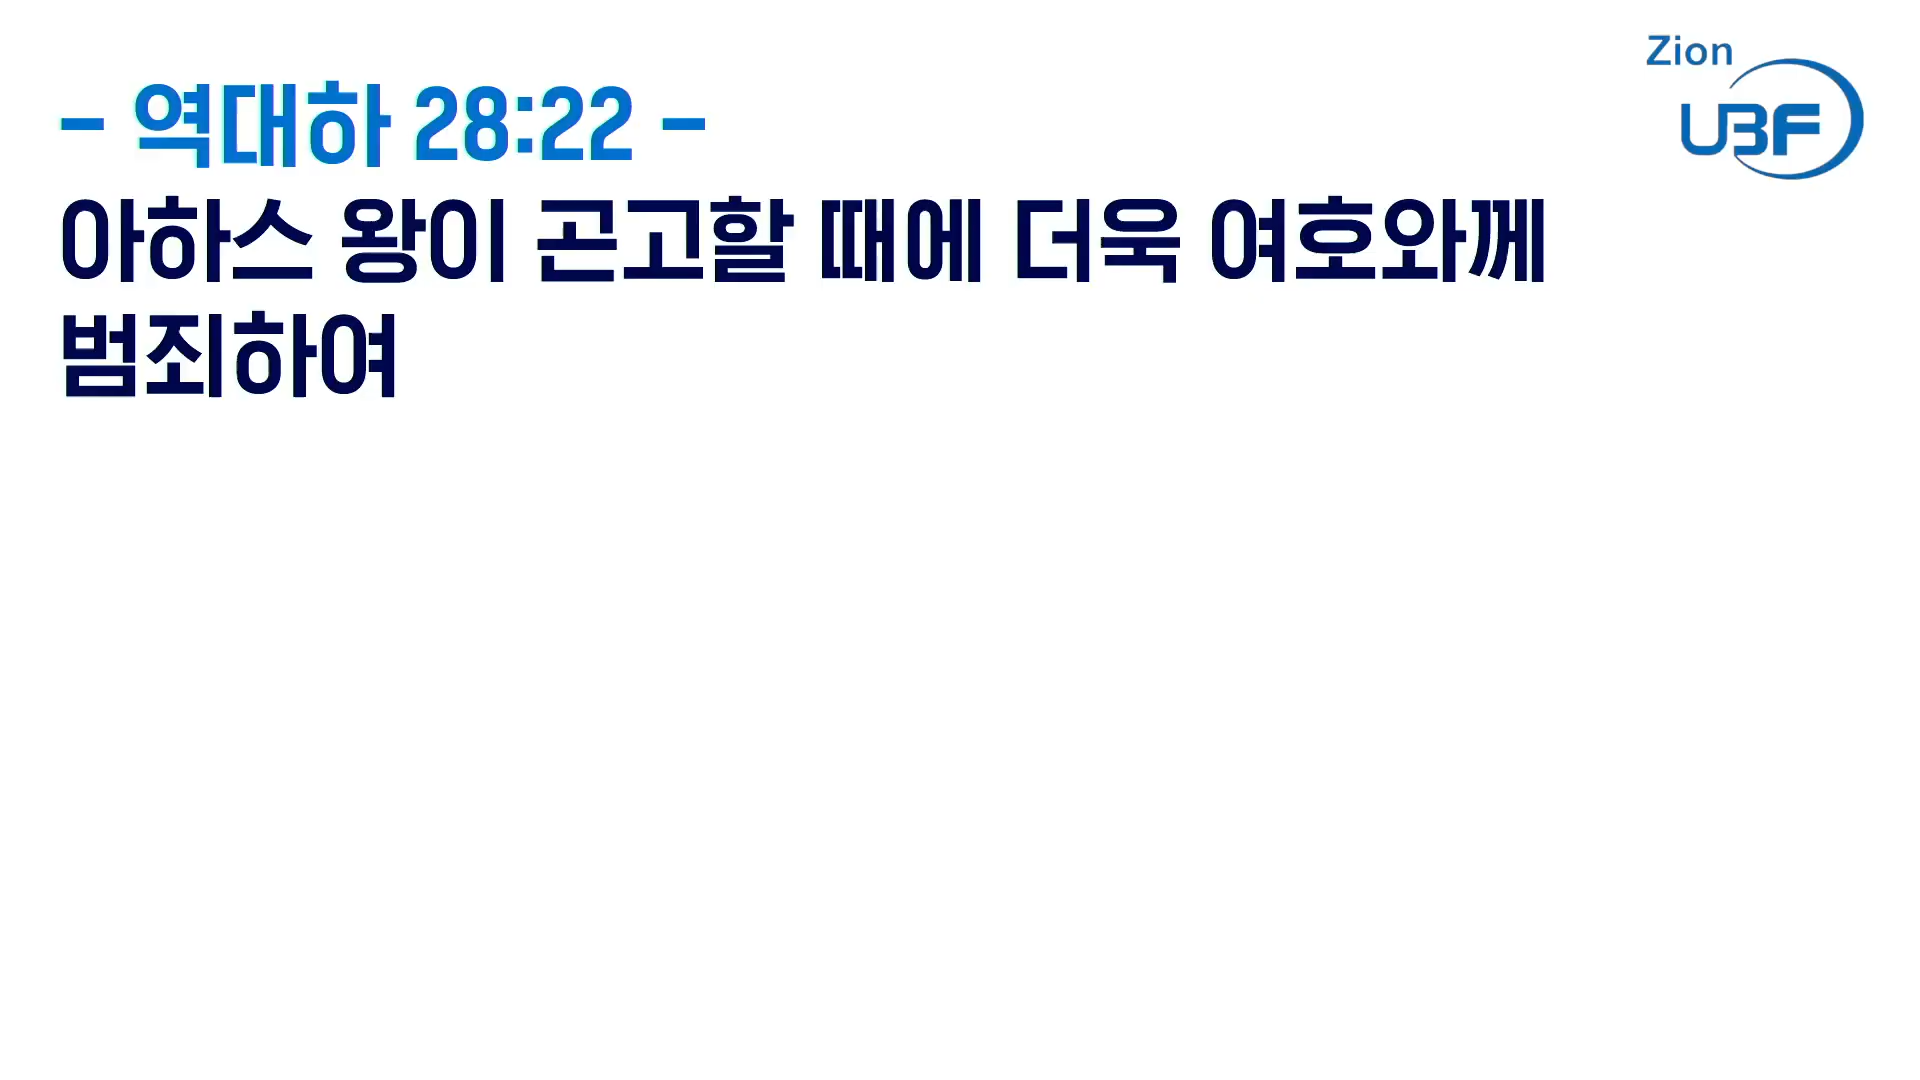 Zion
UBF
- 역대하 28:22 -
아하스 왕이 곤고할 때에 더욱 여호와께
범죄하여